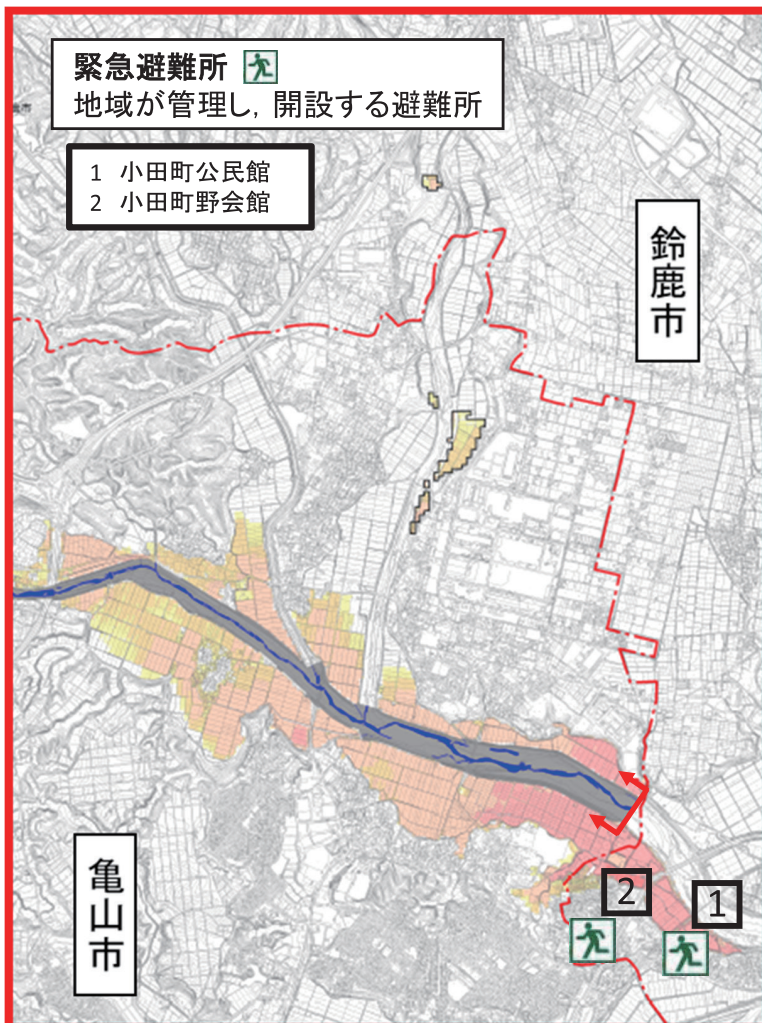 緊急避難所
地域が管理し, 開設する避難所
1 小田町公民館
2 小田町野会館
鈴鹿市
亀山市
2
1